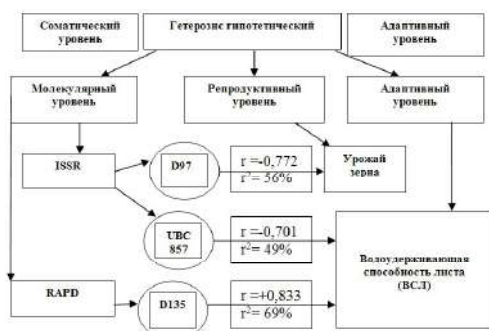 Соматический
уровень
Гетерозис гипотетический
Адаптивный
уровень
Молекулярный
уровень
Репродуктивный
уровень
Адаптивный
уровень
ISSR
D97
r =-0,772
r²= 56%
Урожай
зерна
UBC
857
r =-0,701
r² = 49%
Водоудерживающая
способность листа
(ВСЛ)
RAPD
D135
r =+0,833
r² = 69%